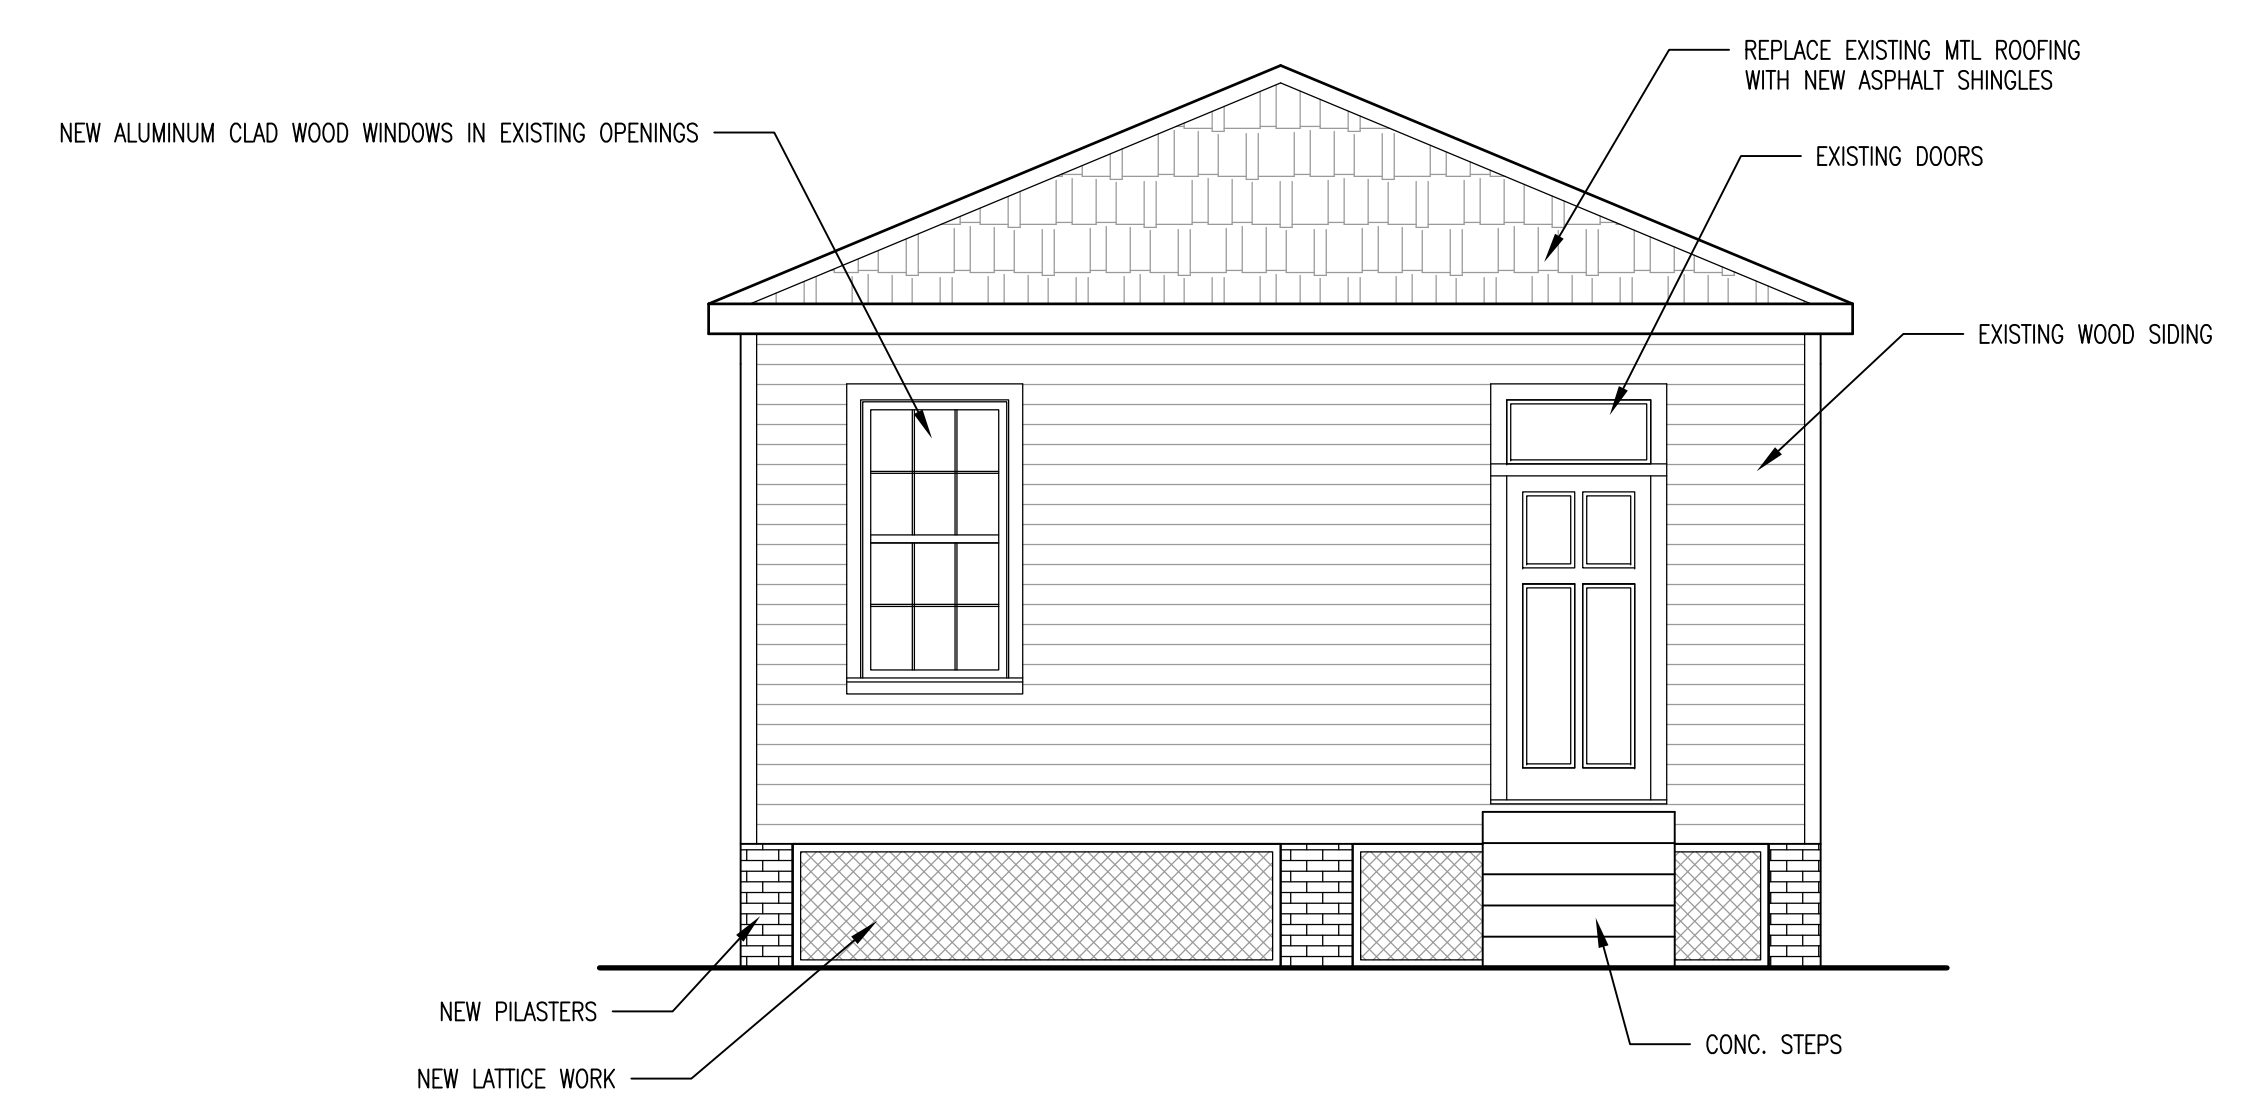 REPLACE EXISTING MTL ROOFING
WITH NEW ASPHALT SHINGLES
NEW ALUMINUM CLAD WOOD WINDOWS IN EXISTING OPENINGS
EXISTING DOORS
EXISTING WOOD SIDING
NEW PILASTERS
CONC. STEPS
NEW LATTICE WORK